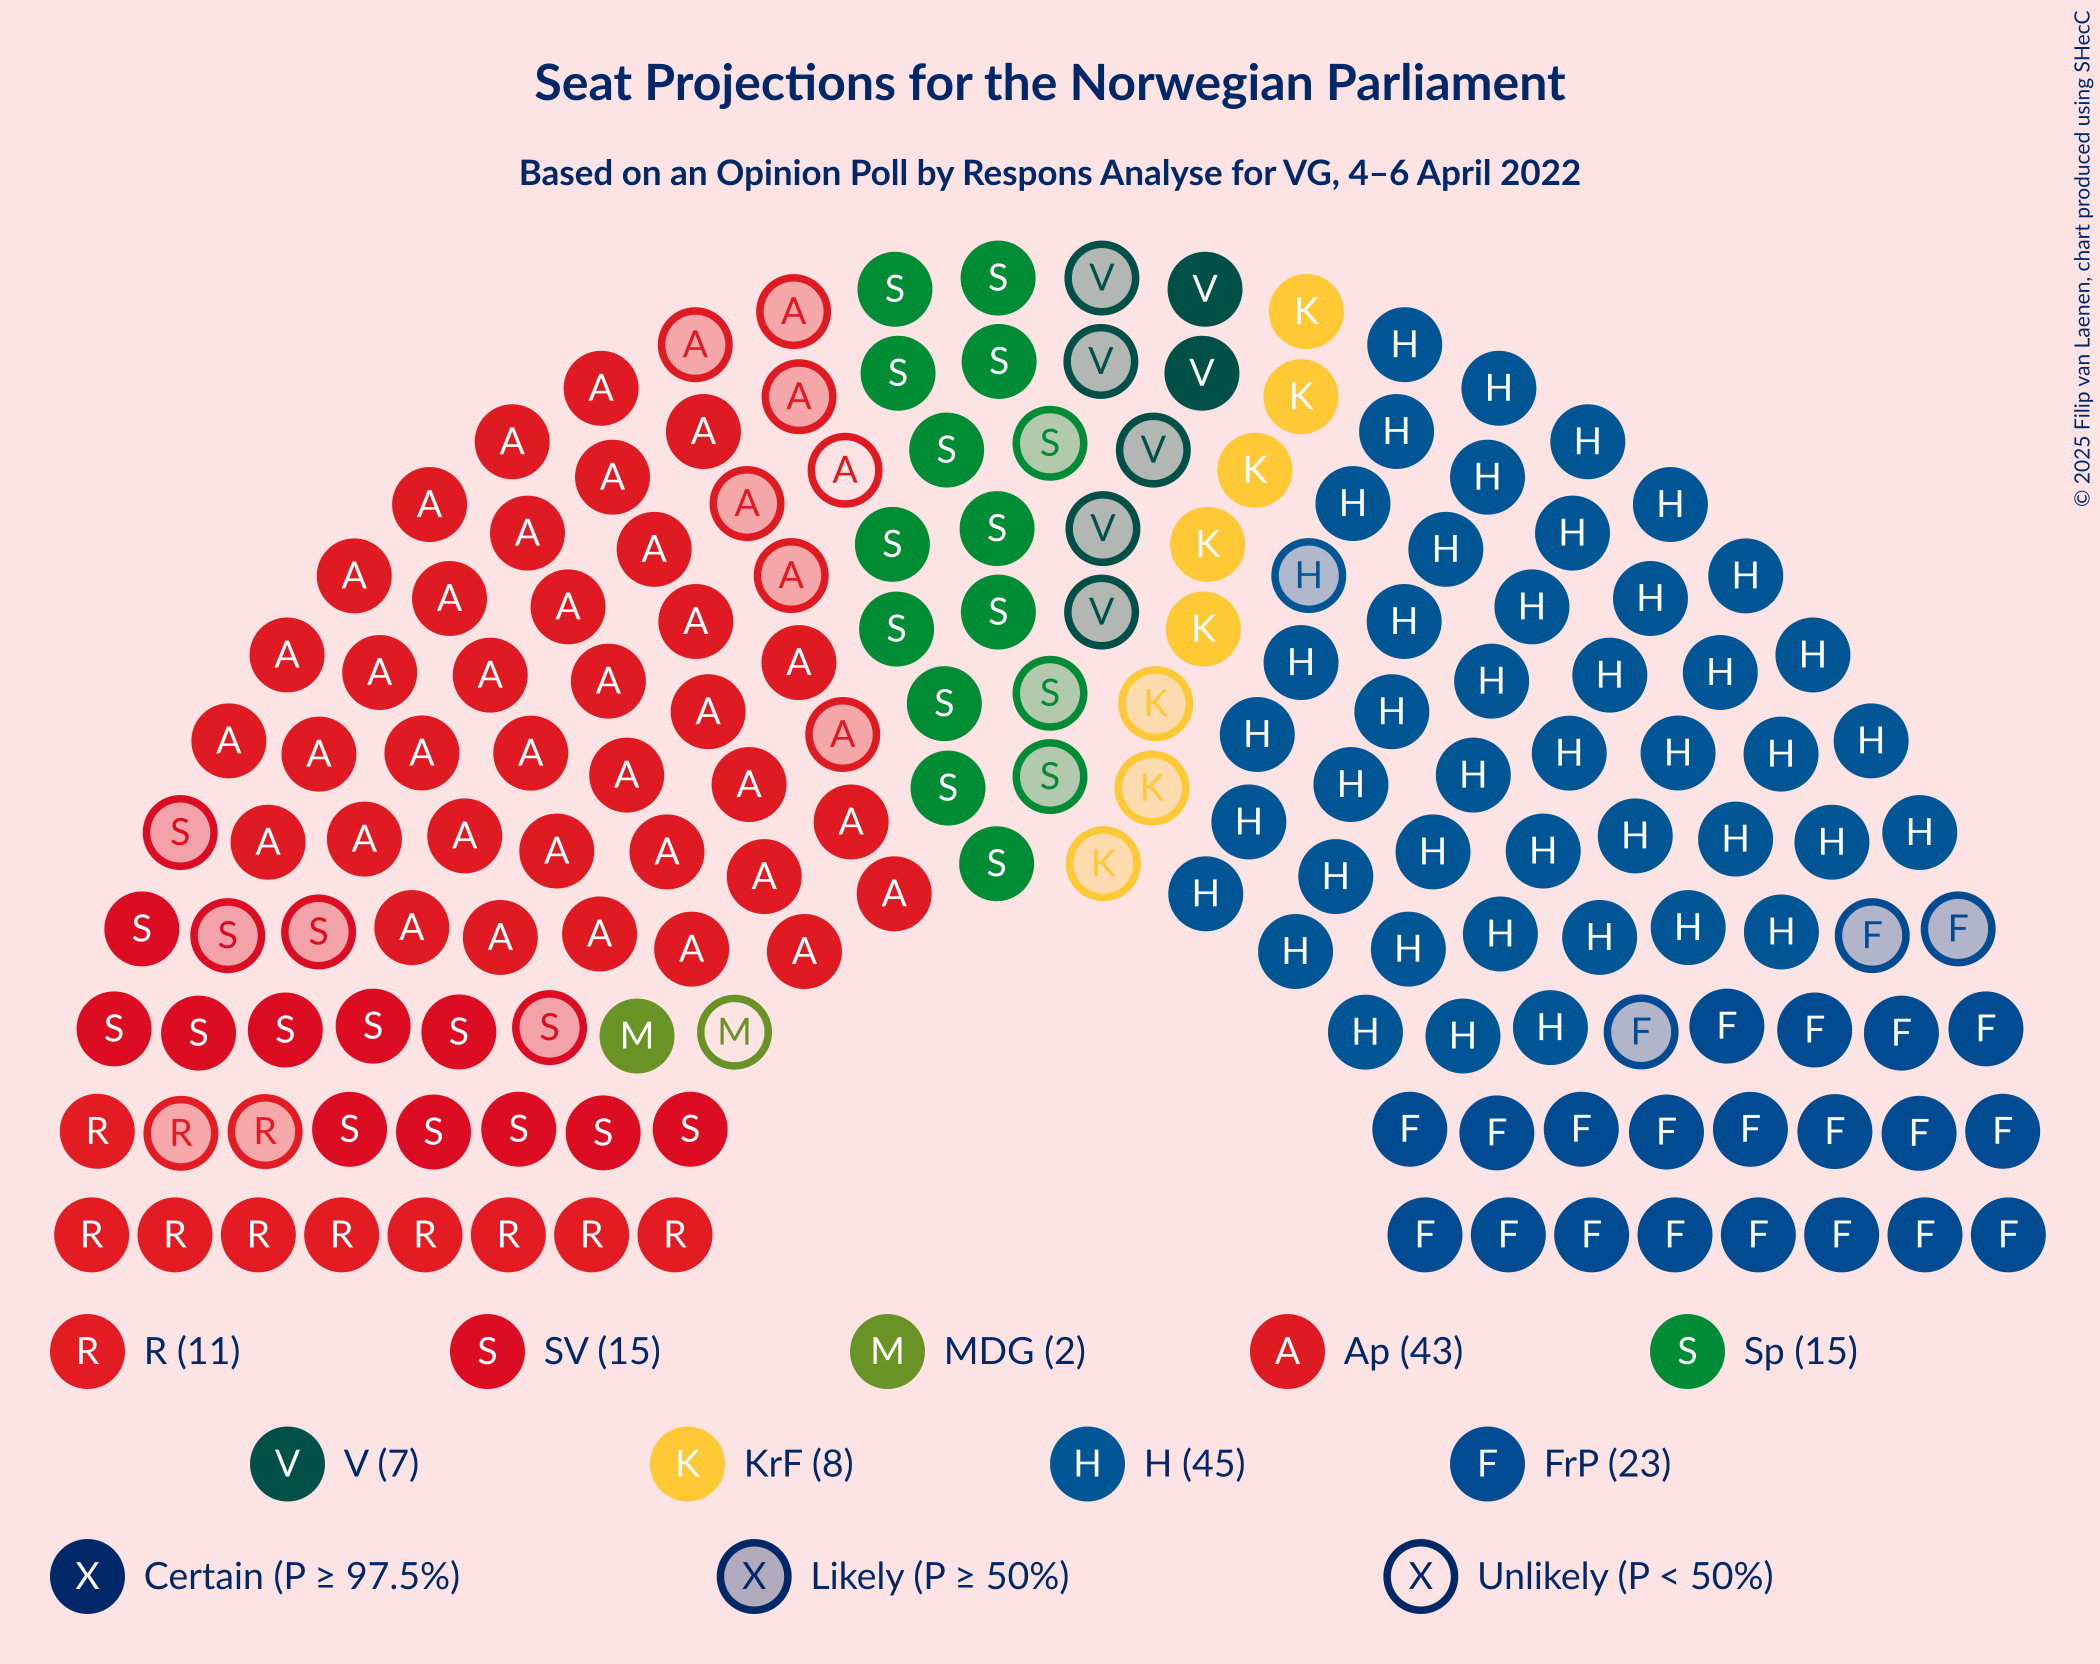 © 2025 Filip van Laenen, chart produced using SHecC
Seat Projections for the Norwegian Parliament
Based on an Opinion Poll by Respons Analyse for VG, 4–6 April 2022
S S V V
A K
A H
S S V V
A A K H
A A S S V H H
A A K H
A A H H
A A S S V K H H
A A H H
A A A S S V K H H H
A A A A A H H H H H
A S S K H
A A A A A H H H H H
A A S S K H H
S A A A A A A H H H H H H H
A A S K H H
S S S A A A A A H H H H H H F F
S S S S S S M M H H H F F F F F
R R R S S S S S F F F F F F F F
R R R R R R R R F F F F F F F F
R R (11) S SV (15) M MDG (2) A Ap (43) S Sp (15)
V V (7) K KrF (8) H H (45) F FrP (23)
X Certain (P ≥ 97.5%) X Likely (P ≥ 50%) X Unlikely (P < 50%)